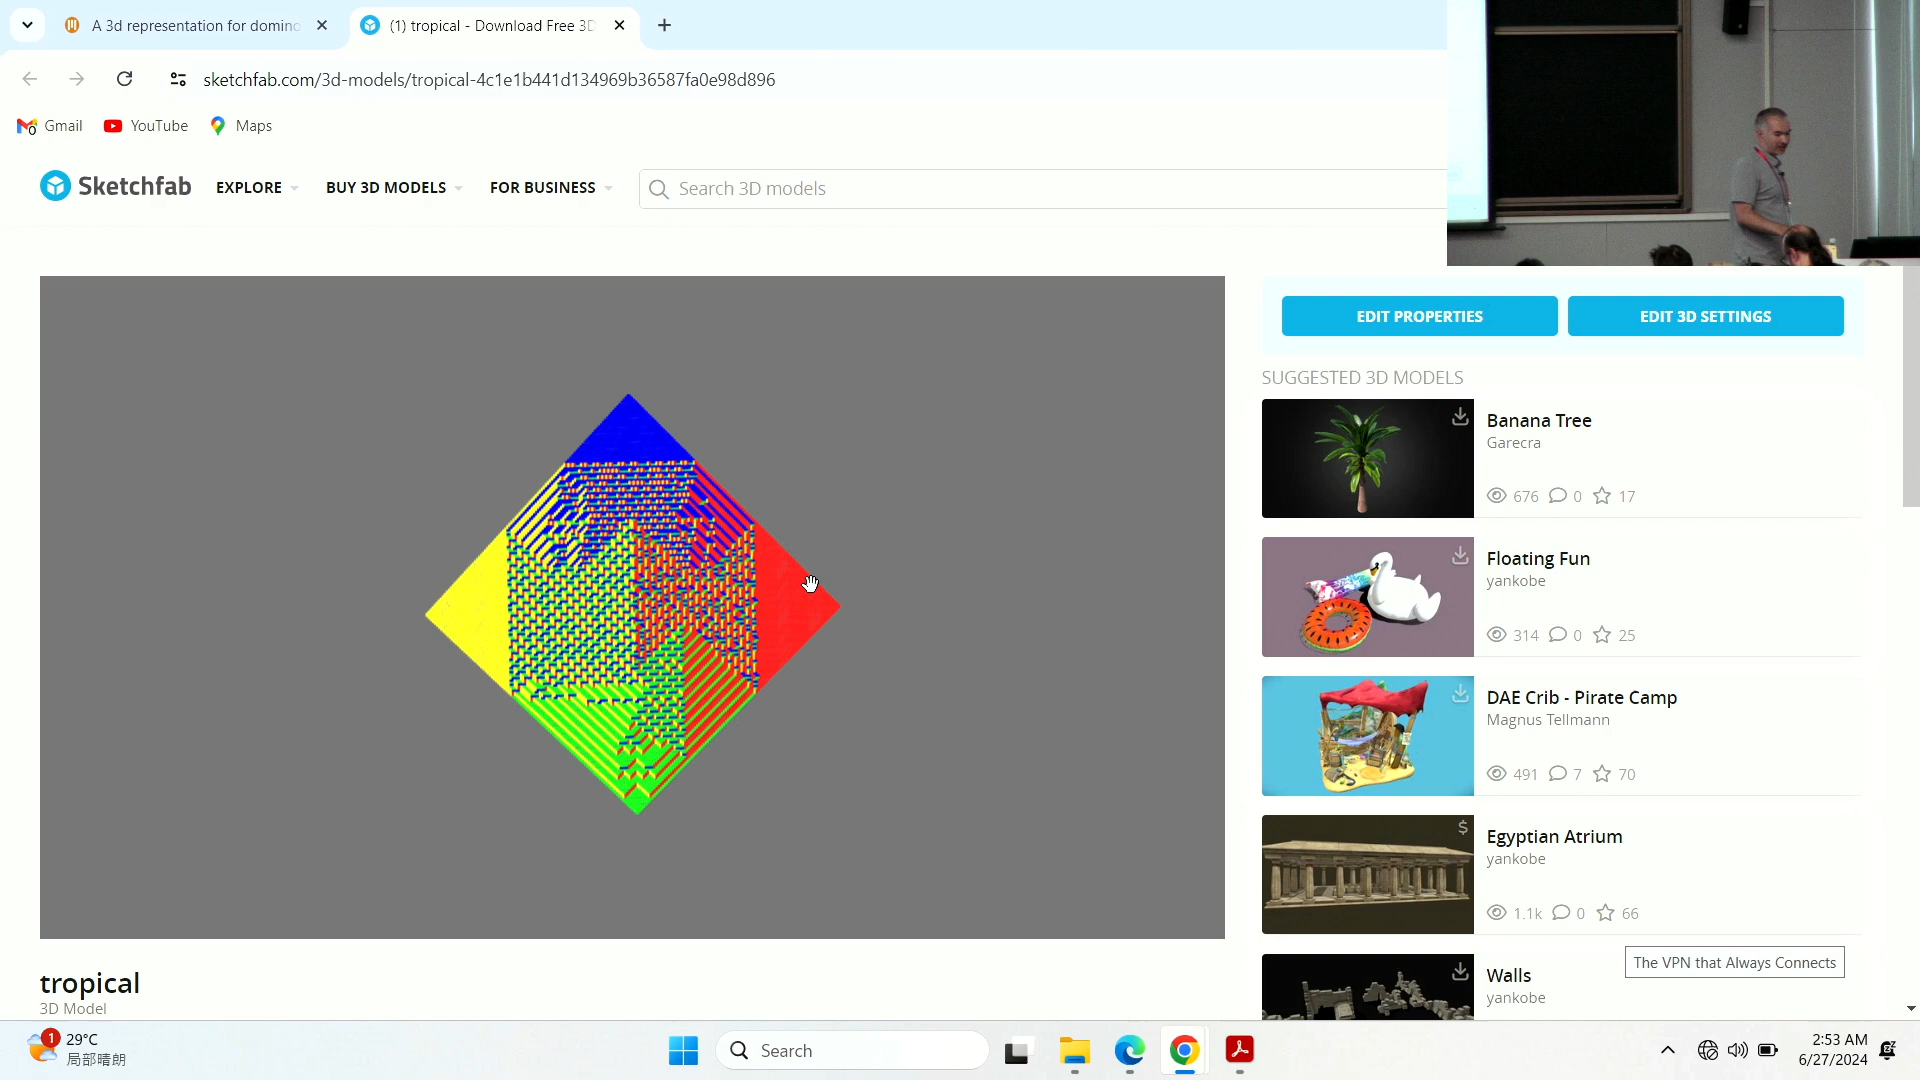 A 3d representation for domino
(1) tropical - Download Free 3D
sketchfab.com/3d-models/tropical-4c1e1b441d134969b36587fa0e98d896
Gmail
YouTube
Maps
Sketchfab
EXPLORE
BUY 3D MODELS
FOR BUSINESS
Search 3D models
EDIT PROPERTIES
EDIT 3D SETTINGS
SUGGESTED 3D MODELS
Banana Tree
Garecra
676 0 17
Floating Fun
yankobe
314 0 25
DAE Crib - Pirate Camp
Magnus Tellmann
491 7 70
$
Egyptian Atrium
yankobe
1.1k 0 66
The VPN that Always Connects
Walls
yankobe
tropical
3D Model
1
29°C
局部晴朗
Search
2:53 AM
6/27/2024